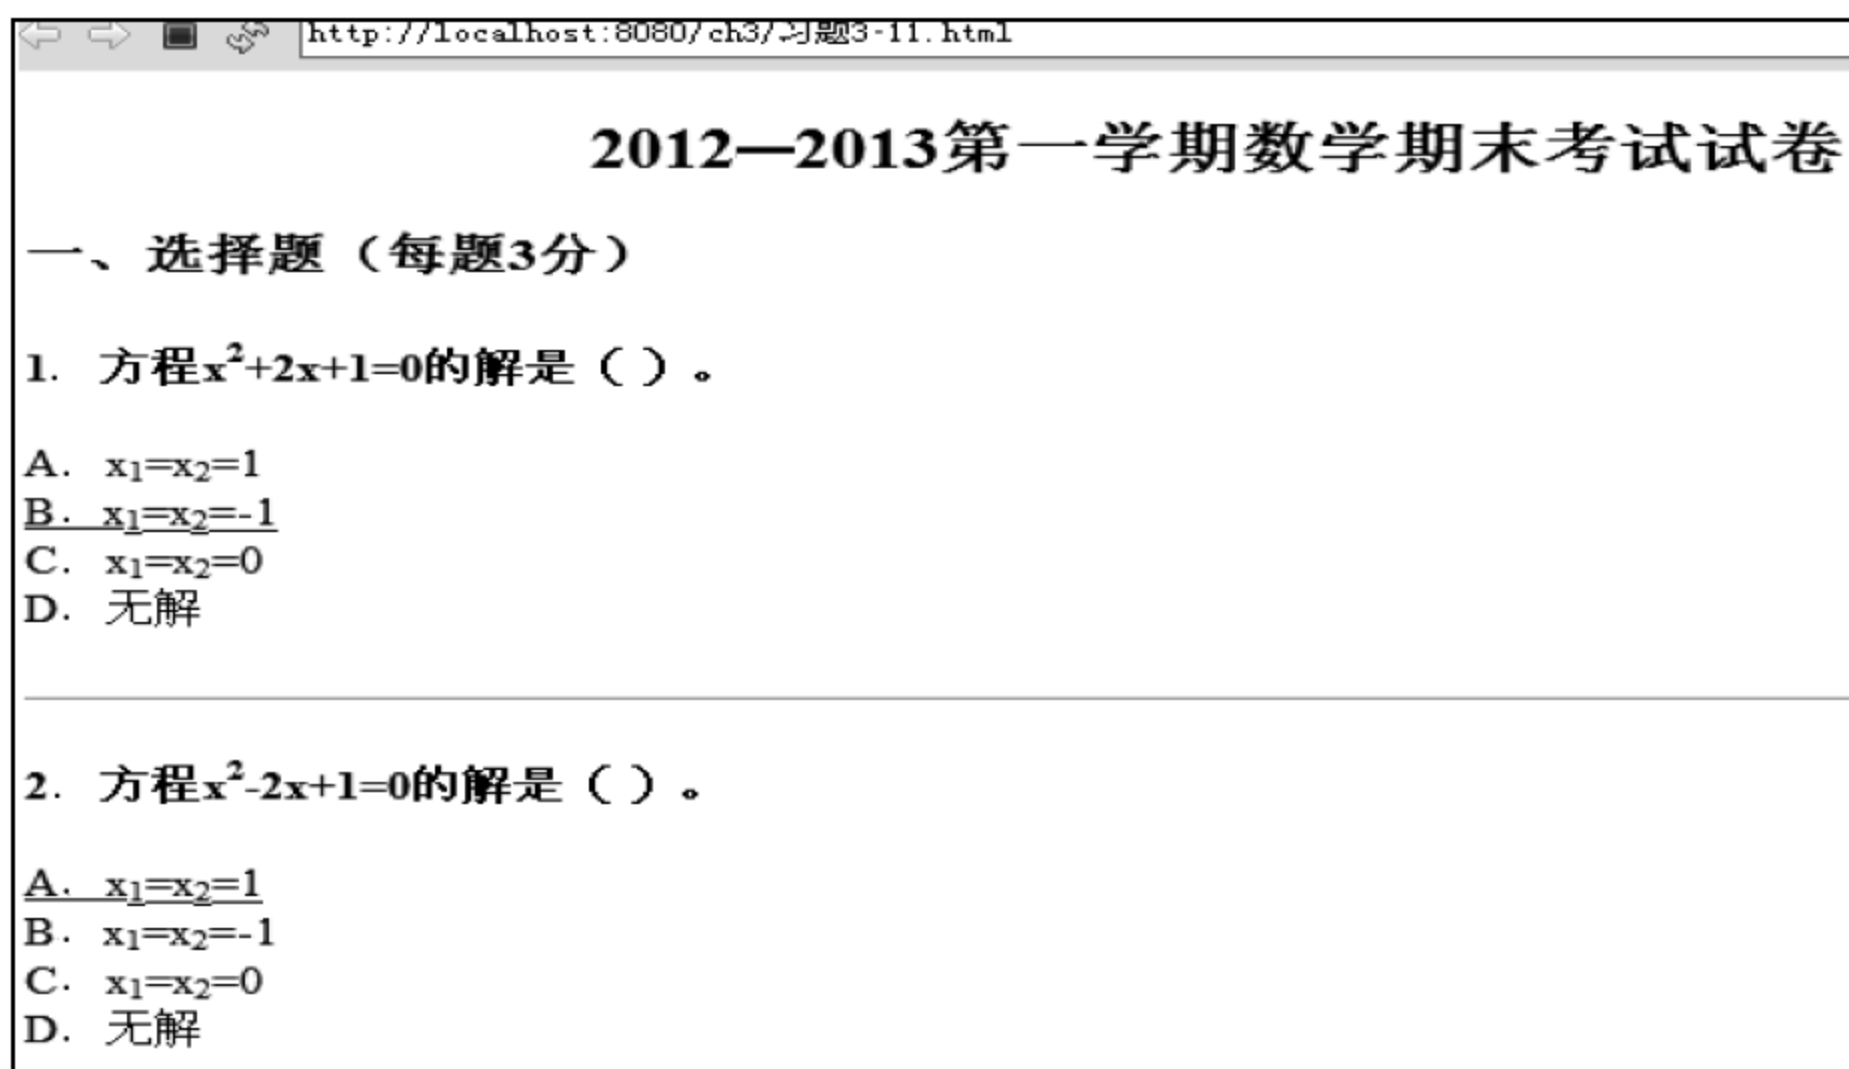 http://localhost:8080/ch3/习题3-11.html
2012—2013第一学期数学期末考试试卷
一、选择题（每题3分）
1. 方程x²+2x+1=0的解是（ ）。
A. x₁=x₂=1
B. x₁=x₂=-1
C. x₁=x₂=0
D. 无解
2. 方程x²-2x+1=0的解是（ ）。
A. x₁=x₂=1
B. x₁=x₂=-1
C. x₁=x₂=0
D. 无解